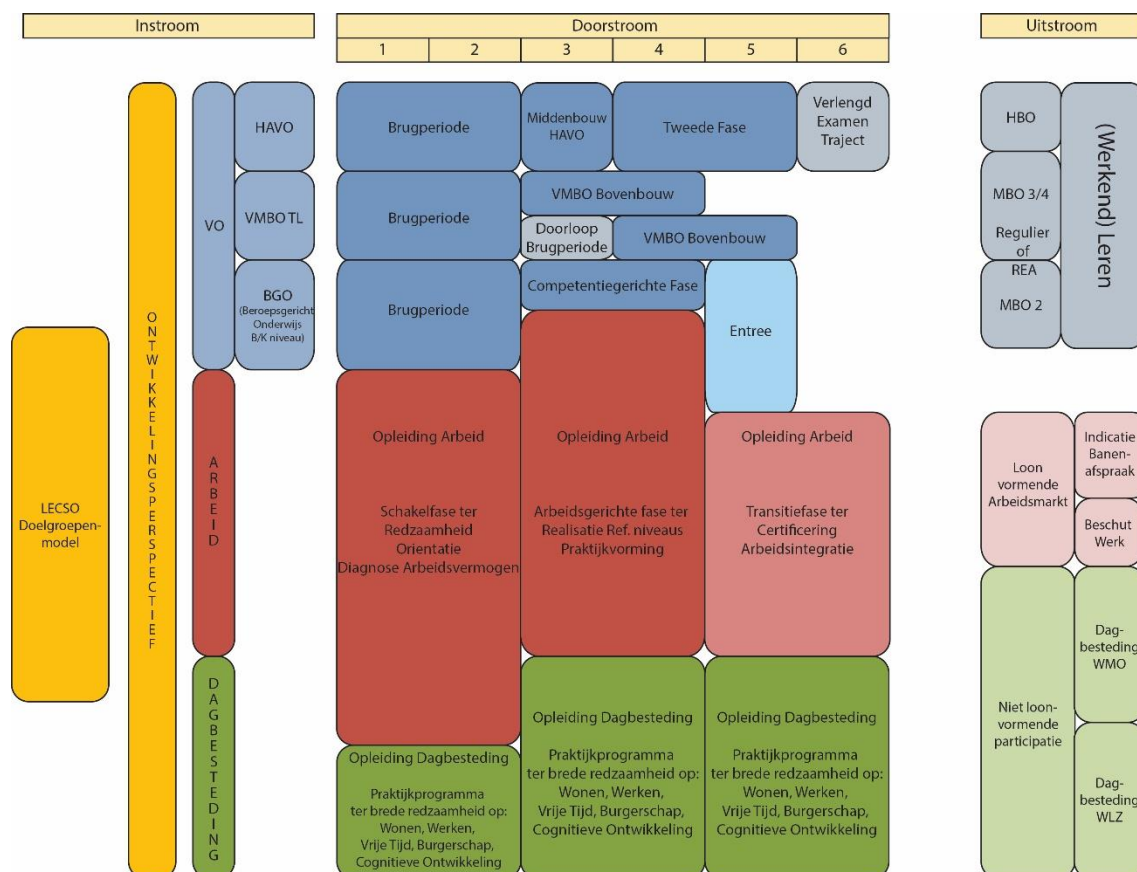 Instroom
Doorstroom
Uitstroom
1
2
3
4
5
6
LECSO
Doelgroepen-
model
ONTWIKKELINGSPERSPECTIEF
VO
ARBEID
DAGBESTEDING
HAVO
VMBO TL
BGO
(Beroepsgericht
Onderwijs
B/K niveau)
Brugperiode
Middenbouw
HAVO
Tweede Fase
Verlengd
Examen
Traject
Brugperiode
VMBO Bovenbouw
Doorloop
Brugperiode
VMBO Bovenbouw
Brugperiode
Competentiegerichte Fase
Entree
Opleiding Arbeid
Schakelfase ter
Redzaamheid
Orientatie
Diagnose Arbeidsvermogen
Opleiding Arbeid
Arbeidsgerichte fase ter
Realisatie Ref. niveaus
Praktijkvorming
Opleiding Arbeid
Transitiefase ter
Certificering
Arbeidsintegratie
Opleiding Dagbesteding
Praktijkprogramma
ter brede redzaamheid op:
Wonen, Werken,
Vrije Tijd, Burgerschap,
Cognitieve Ontwikkeling
Opleiding Dagbesteding
Praktijkprogramma
ter brede redzaamheid op:
Wonen, Werken,
Vrije Tijd, Burgerschap,
Cognitieve Ontwikkeling
Opleiding Dagbesteding
Praktijkprogramma
ter brede redzaamheid op:
Wonen, Werken,
Vrije Tijd, Burgerschap,
Cognitieve Ontwikkeling
HBO
MBO 3/4
Regulier
of
REA
MBO 2
(Werkend) Leren
Loon
vormende
Arbeidsmarkt
Indicatie
Banen-
afspraak
Beschut
Werk
Niet loon-
vormende
participatie
Dag-
besteding
WMO
Dag-
besteding
WLZ